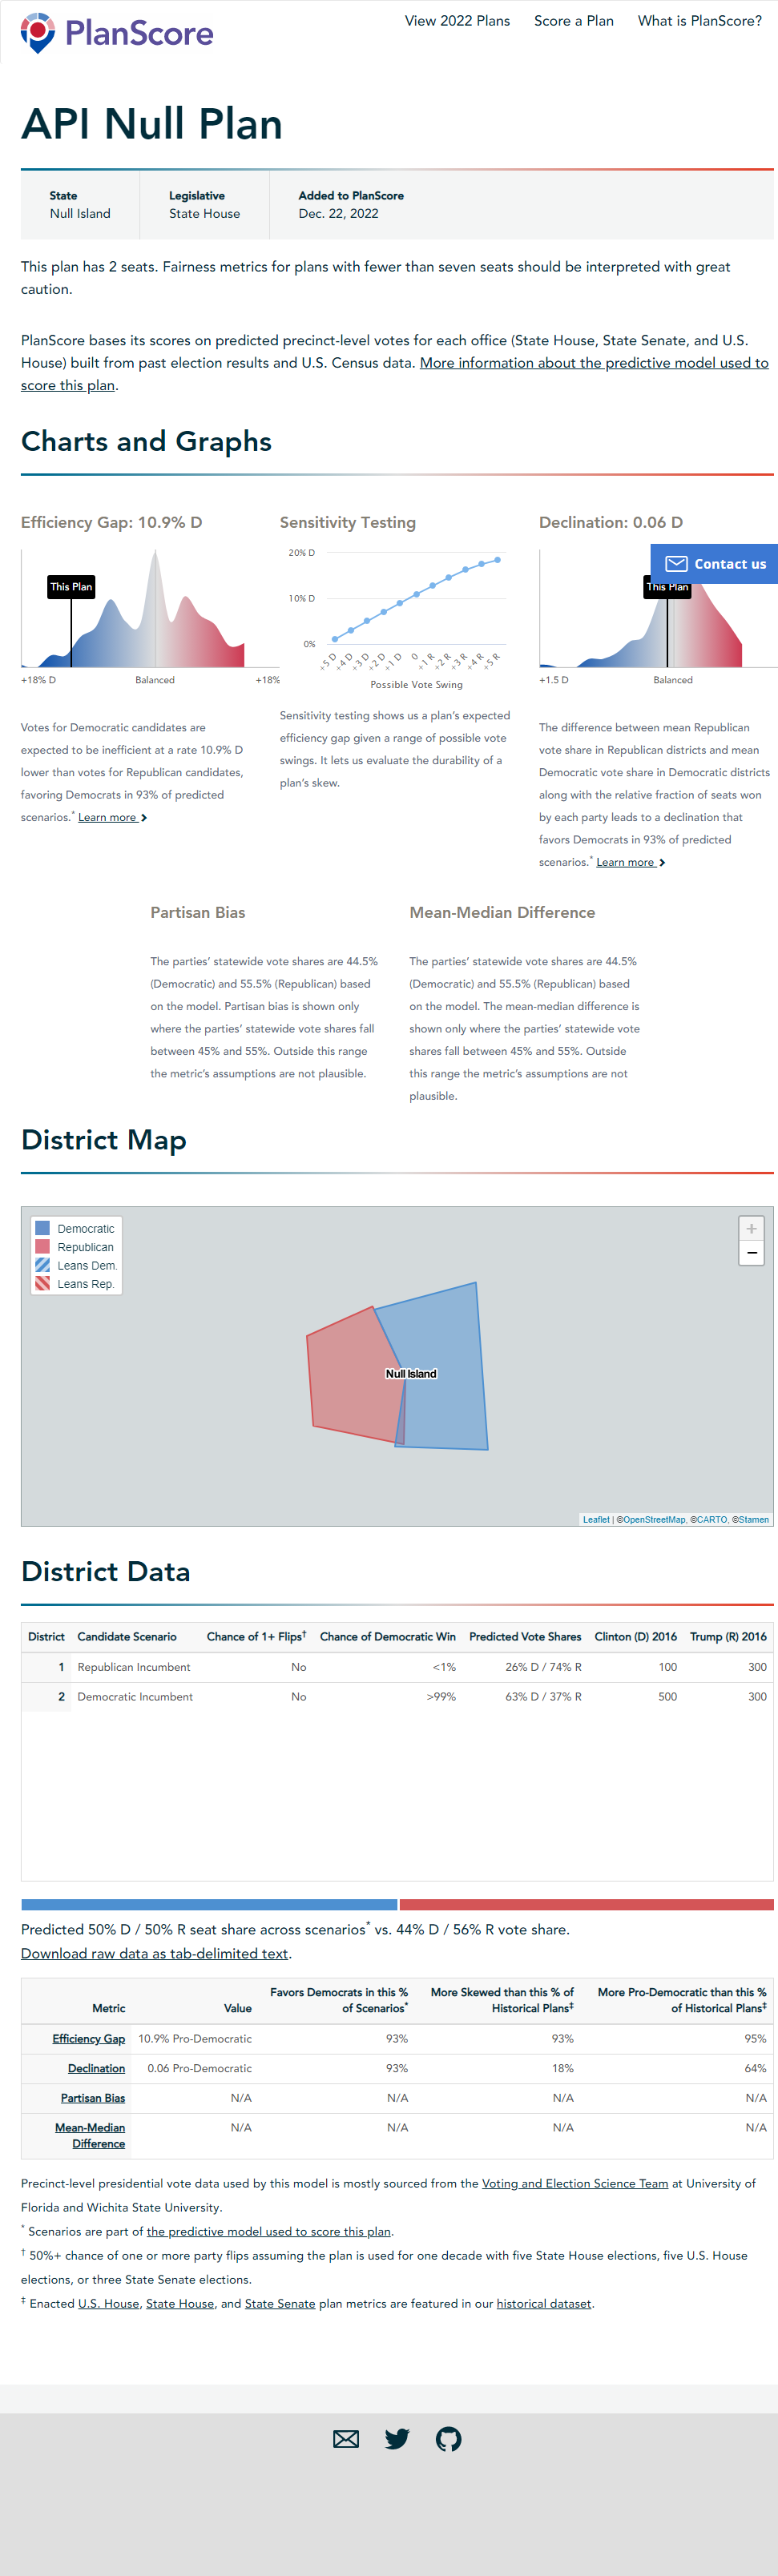 PlanScore
View 2022 Plans
Score a Plan
What is PlanScore?
API Null Plan
State
Null Island
Legislative
State House
Added to PlanScore
Dec. 22, 2022
This plan has 2 seats. Fairness metrics for plans with fewer than seven seats should be interpreted with great
caution.
PlanScore bases its scores on predicted precinct-level votes for each office (State House, State Senate, and U.S.
House) built from past election results and U.S. Census data. More information about the predictive model used to
score this plan.
Charts and Graphs
Efficiency Gap: 10.9% D
This Plan
+18% D
Balanced
+18%
Votes for Democratic candidates are
expected to be inefficient at a rate 10.9% D
lower than votes for Republican candidates,
favoring Democrats in 93% of predicted
scenarios.* Learn more
Sensitivity Testing
20% D
10% D
0%
+5 D
+4 D
+3 D
+2 D
+1 D
0
+1 R
+2 R
+3 R
+4 R
+5 R
Possible Vote Swing
Sensitivity testing shows us a plan's expected
efficiency gap given a range of possible vote
swings. It lets us evaluate the durability of a
plan's skew.
Declination: 0.06 D
Contact us
This Plan
+1.5 D
Balanced
The difference between mean Republican
vote share in Republican districts and mean
Democratic vote share in Democratic districts
along with the relative fraction of seats won
by each party leads to a declination that
favors Democrats in 93% of predicted
scenarios.* Learn more
Partisan Bias
The parties' statewide vote shares are 44.5%
(Democratic) and 55.5% (Republican) based
on the model. Partisan bias is shown only
where the parties' statewide vote shares fall
between 45% and 55%. Outside this range
the metric's assumptions are not plausible.
Mean-Median Difference
The parties' statewide vote shares are 44.5%
(Democratic) and 55.5% (Republican) based
on the model. The mean-median difference is
shown only where the parties' statewide vote
shares fall between 45% and 55%. Outside
this range the metric's assumptions are not
plausible.
District Map
Democratic
Republican
Leans Dem.
Leans Rep.
+
−
Null Island
Leaflet | ©OpenStreetMap, ©CARTO, ©Stamen
District Data
District Candidate Scenario Chance of 1+ Flips† Chance of Democratic Win Predicted Vote Shares Clinton (D) 2016 Trump (R) 2016
1 Republican Incumbent No <1% 26% D / 74% R 100 300
2 Democratic Incumbent No >99% 63% D / 37% R 500 300
Predicted 50% D / 50% R seat share across scenarios* vs. 44% D / 56% R vote share.
Download raw data as tab-delimited text.
Metric Value Favors Democrats in this % of Scenarios* More Skewed than this % of Historical Plans‡ More Pro-Democratic than this % of Historical Plans‡
Efficiency Gap 10.9% Pro-Democratic 93% 93% 95%
Declination 0.06 Pro-Democratic 93% 18% 64%
Partisan Bias N/A N/A N/A N/A
Mean-Median Difference N/A N/A N/A N/A
Precinct-level presidential vote data used by this model is mostly sourced from the Voting and Election Science Team at University of
Florida and Wichita State University.
* Scenarios are part of the predictive model used to score this plan.
† 50%+ chance of one or more party flips assuming the plan is used for one decade with five State House elections, five U.S. House
elections, or three State Senate elections.
‡ Enacted U.S. House, State House, and State Senate plan metrics are featured in our historical dataset.